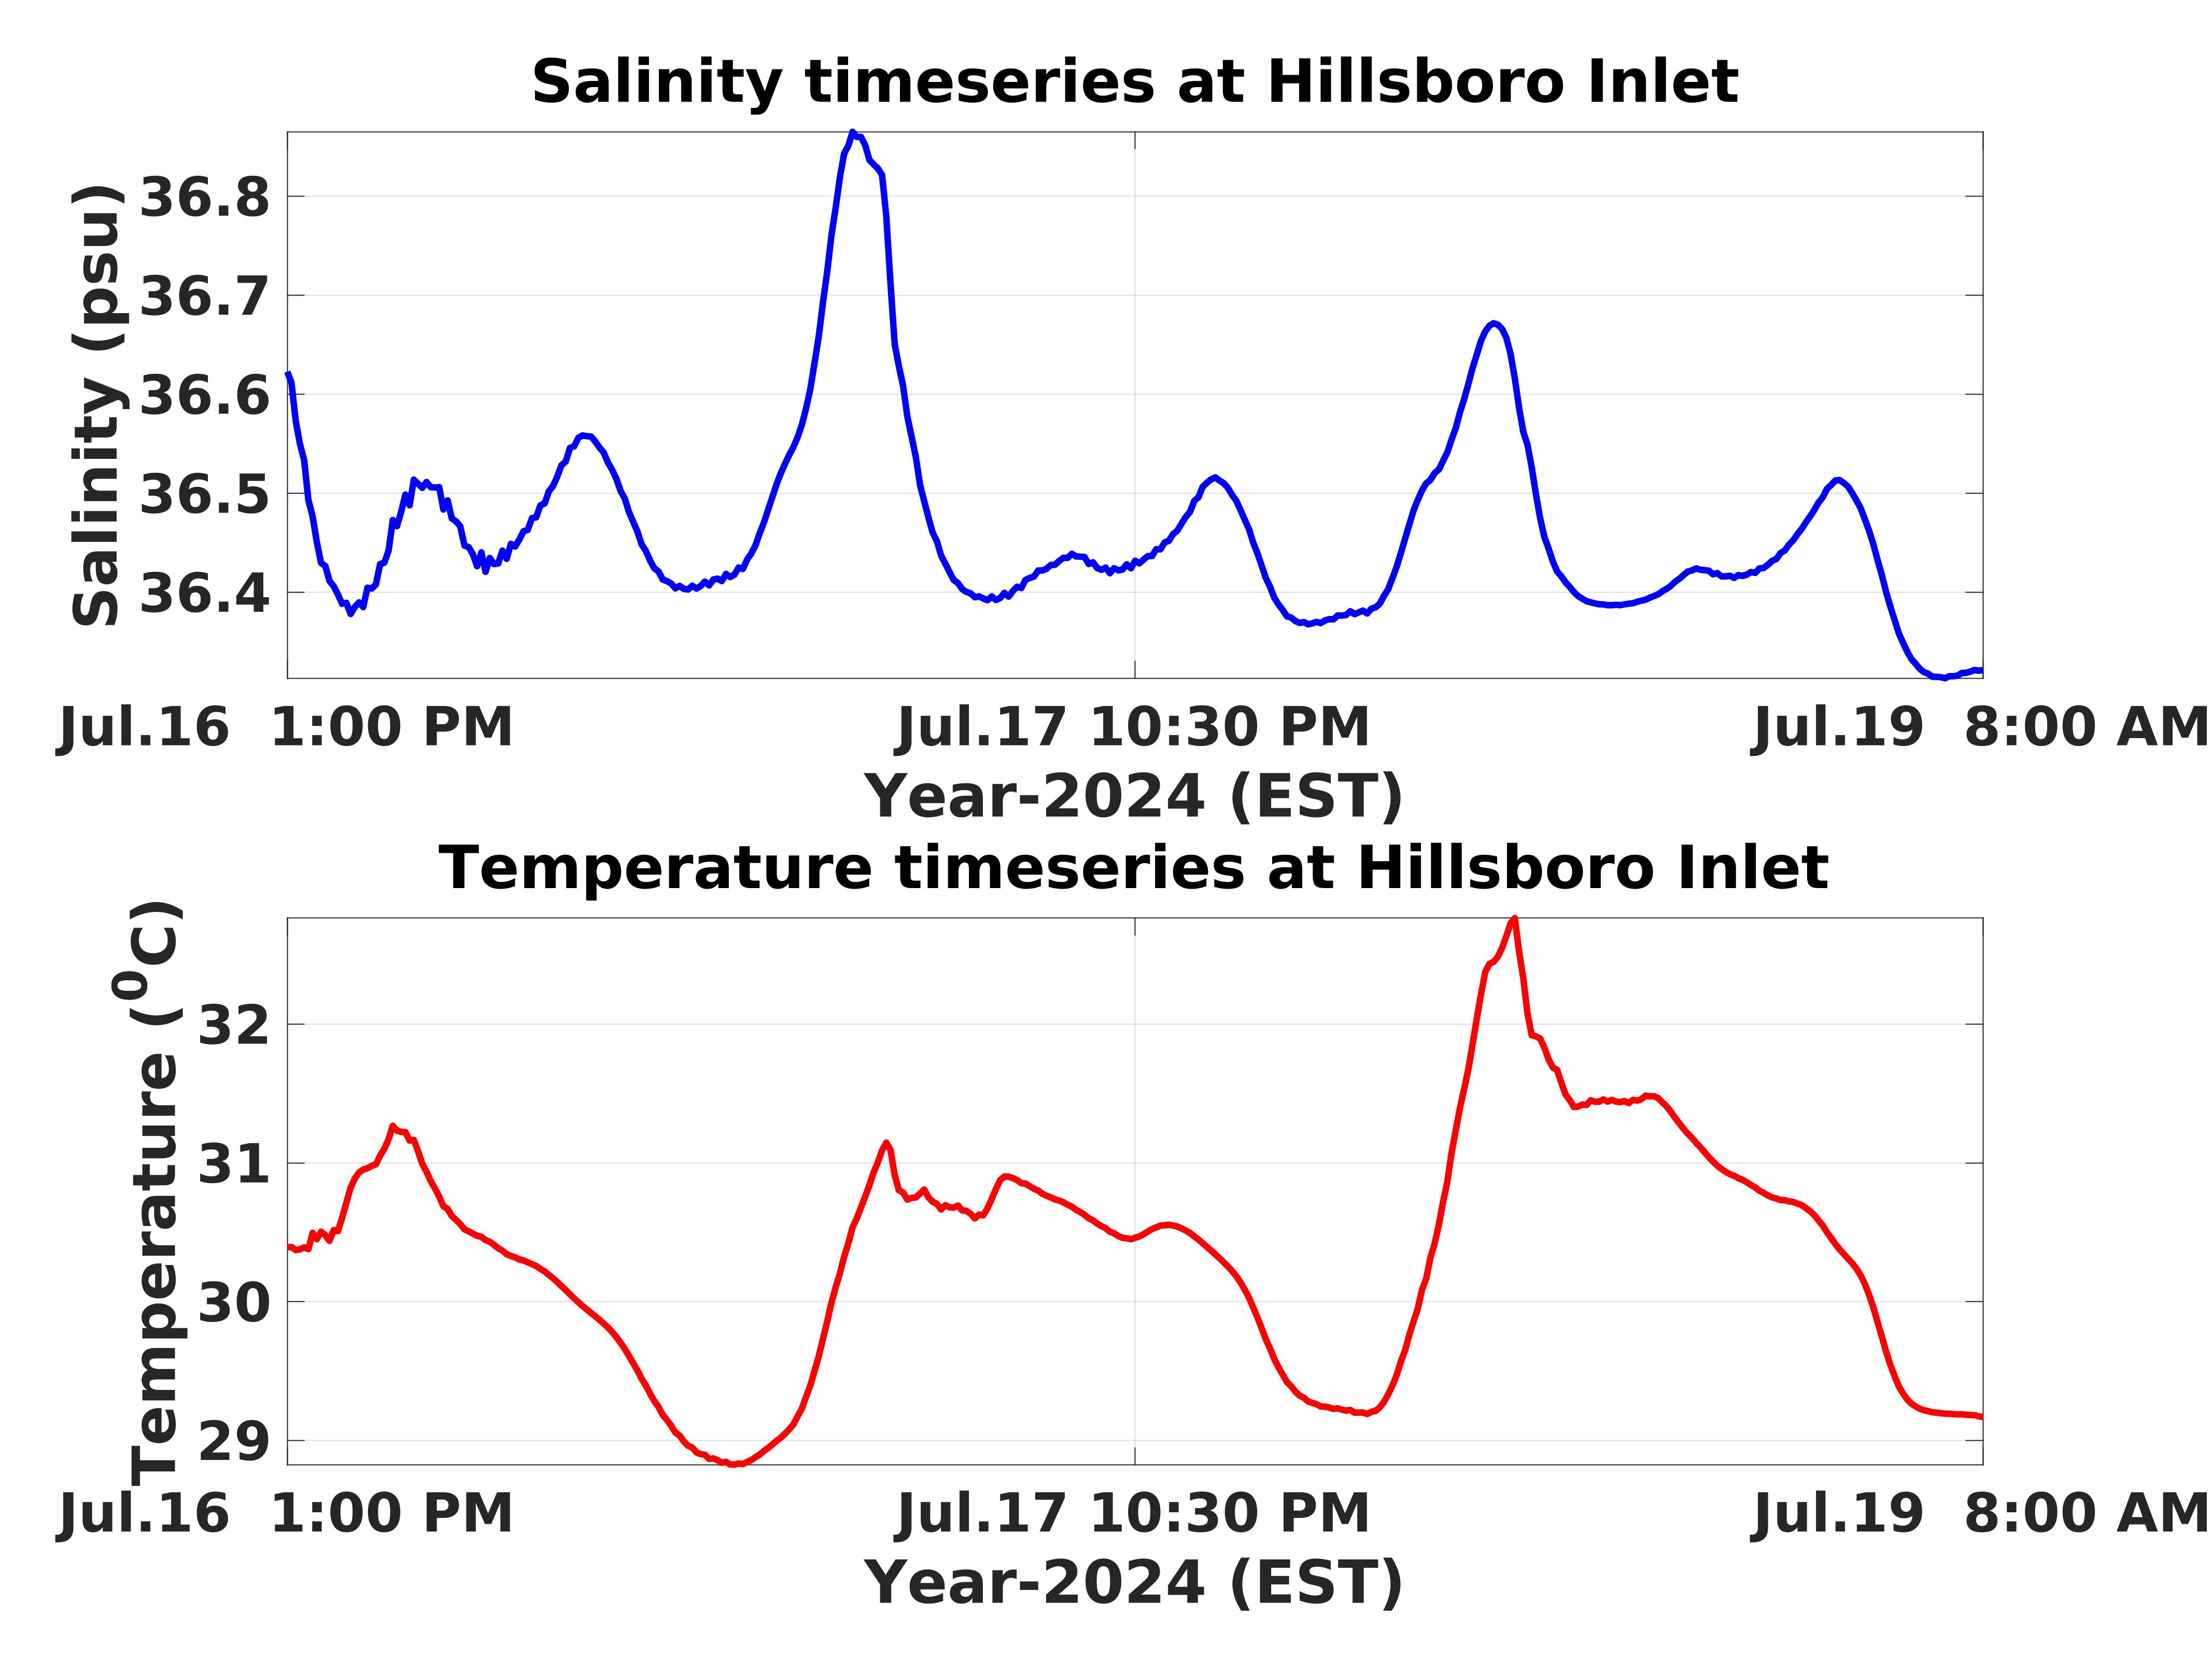 Salinity timeseries at Hillsboro Inlet
Salinity (psu)
36.8
36.7
36.6
36.5
36.4
Jul.16  1:00 PM
Jul.17 10:30 PM
Jul.19  8:00 AM
Year-2024 (EST)
Temperature timeseries at Hillsboro Inlet
Temperature (⁰C)
32
31
30
29
Jul.16  1:00 PM
Jul.17 10:30 PM
Jul.19  8:00 AM
Year-2024 (EST)